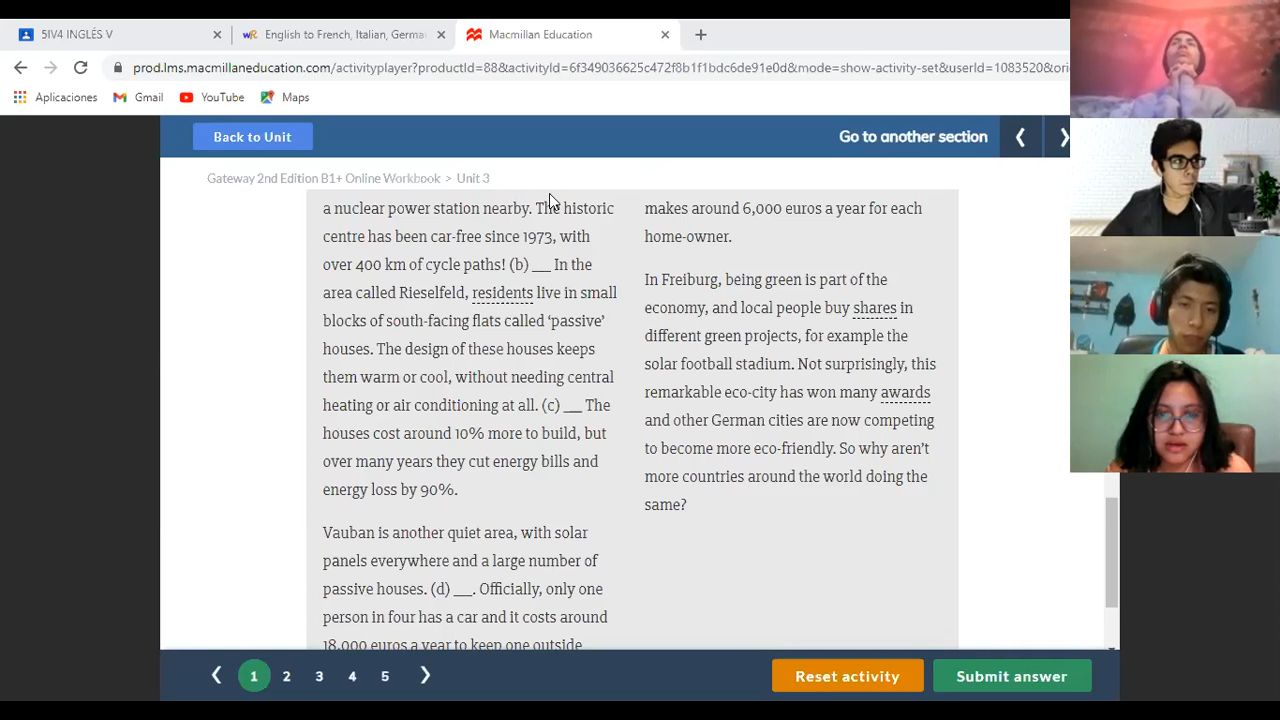 5IV4 INGLÉS V
English to French, Italian, Germa
Macmillan Education
prod.lms.macmillaneducation.com/activityplayer?productId=88&activityId=6f349036625c472f8b1f1bdc6de91e0d&mode=show-activity-set&userId=1083520&ori
Aplicaciones
Gmail
YouTube
Maps
Back to Unit
Go to another section
Gateway 2nd Edition B1+ Online Workbook > Unit 3
a nuclear power station nearby. The historic
centre has been car-free since 1973, with
over 400 km of cycle paths! (b) __ In the
area called Rieselfeld, residents live in small
blocks of south-facing flats called ‘passive’
houses. The design of these houses keeps
them warm or cool, without needing central
heating or air conditioning at all. (c) __ The
houses cost around 10% more to build, but
over many years they cut energy bills and
energy loss by 90%.
Vauban is another quiet area, with solar
panels everywhere and a large number of
passive houses. (d) __. Officially, only one
person in four has a car and it costs around
18,000 euros a year to keep one outside
makes around 6,000 euros a year for each
home-owner.
In Freiburg, being green is part of the
economy, and local people buy shares in
different green projects, for example the
solar football stadium. Not surprisingly, this
remarkable eco-city has won many awards
and other German cities are now competing
to become more eco-friendly. So why aren’t
more countries around the world doing the
same?
1 2 3 4 5
Reset activity
Submit answer